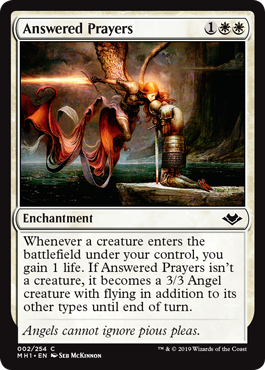 Answered Prayers 1
Enchantment
Whenever a creature enters the
battlefield under your control, you
gain 1 life. If Answered Prayers isn't
a creature, it becomes a 3/3 Angel
creature with flying in addition to its
other types until end of turn.
Angels cannot ignore pious pleas.
002/254 C
MH1 • EN SEB MCKINNON ™ & © 2019 Wizards of the Coast